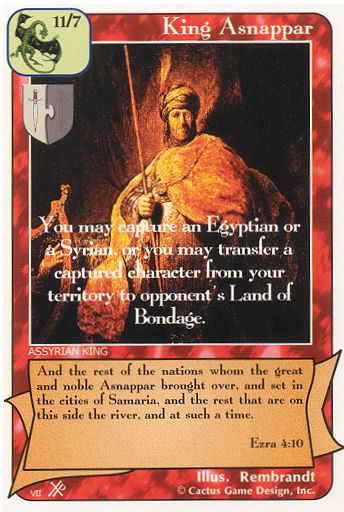 11/7
King Asnappar
You may capture an Egyptian or
a Syrian, or you may transfer a
captured character from your
territory to opponent's Land of
Bondage.
ASSYRIAN KING
And the rest of the nations whom the great
and noble Asnappar brought over, and set in
the cities of Samaria, and the rest that are on
this side the river, and at such a time.
Ezra 4:10
Illus. Rembrandt
VII
© Cactus Game Design, Inc.